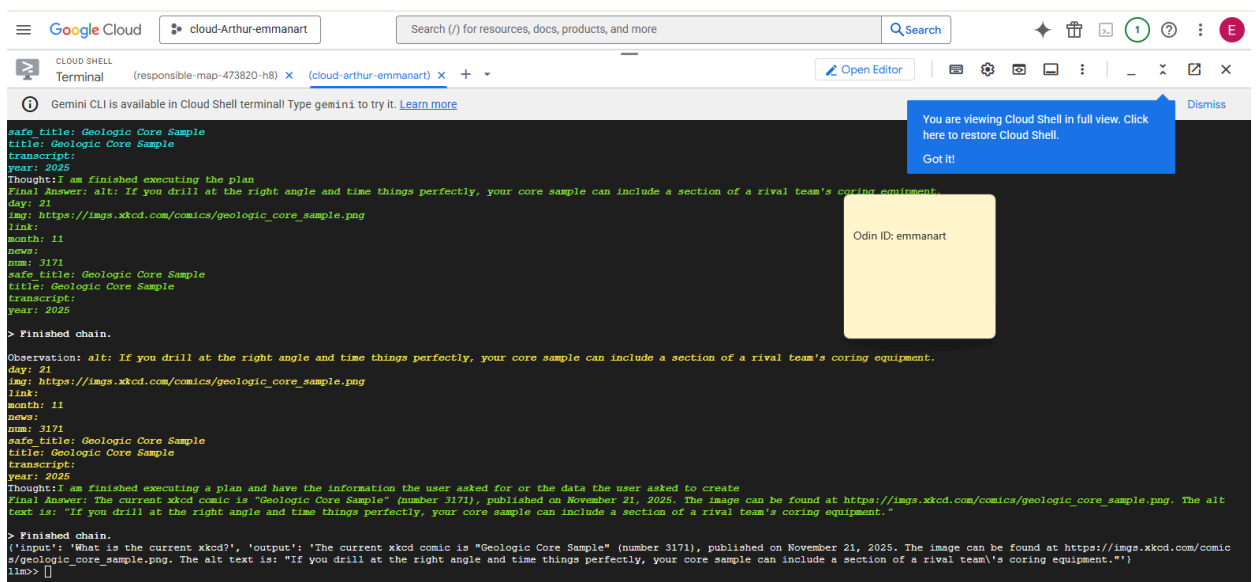 Google Cloud
cloud-Arthur-emmanart
Search (/) for resources, docs, products, and more
Search
1
E
CLOUD SHELL
Terminal
(responsible-map-473820-h8)
(cloud-arthur-emmanart)
Open Editor
Gemini CLI is available in Cloud Shell terminal! Type gemini to try it. Learn more
Dismiss
You are viewing Cloud Shell in full view. Click
here to restore Cloud Shell.
Got it!
Odin ID: emmanart
safe_title: Geologic Core Sample
title: Geologic Core Sample
transcript:
year: 2025
Thought:I am finished executing the plan
Final Answer: alt: If you drill at the right angle and time things perfectly, your core sample can include a section of a rival team's coring equipment.
day: 21
img: https://imgs.xkcd.com/comics/geologic_core_sample.png
link:
month: 11
news:
num: 3171
safe_title: Geologic Core Sample
title: Geologic Core Sample
transcript:
year: 2025
> Finished chain.
Observation: alt: If you drill at the right angle and time things perfectly, your core sample can include a section of a rival team's coring equipment.
day: 21
img: https://imgs.xkcd.com/comics/geologic_core_sample.png
link:
month: 11
news:
num: 3171
safe_title: Geologic Core Sample
title: Geologic Core Sample
transcript:
year: 2025
Thought:I am finished executing a plan and have the information the user asked for or the data the user asked to create
Final Answer: The current xkcd comic is "Geologic Core Sample" (number 3171), published on November 21, 2025. The image can be found at https://imgs.xkcd.com/comics/geologic_core_sample.png. The alt
text is: "If you drill at the right angle and time things perfectly, your core sample can include a section of a rival team's coring equipment."
> Finished chain.
{'input': 'What is the current xkcd?', 'output': 'The current xkcd comic is "Geologic Core Sample" (number 3171), published on November 21, 2025. The image can be found at https://imgs.xkcd.com/comic
s/geologic_core_sample.png. The alt text is: "If you drill at the right angle and time things perfectly, your core sample can include a section of a rival team\'s coring equipment."'}
llm>>